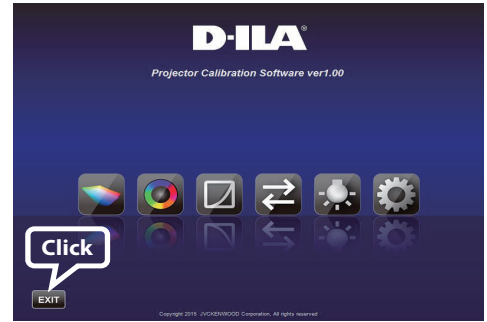 D-ILA®
Projector Calibration Software ver1.00
Click
EXIT
Copyright 2015 JVCKENWOOD Corporation, All rights reserved